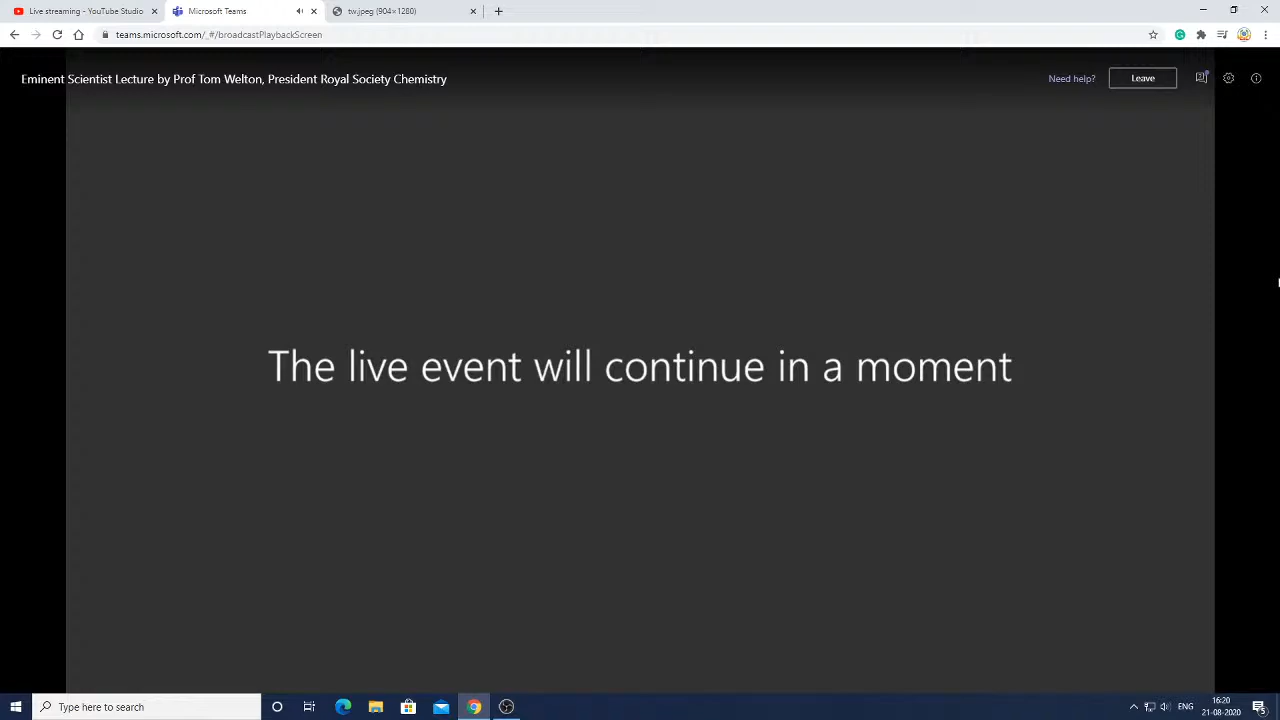 Live streaming - YouTube Studio
Microsoft Teams
tw.jpeg (904×1280)
teams.microsoft.com/_#/broadcastPlaybackScreen
Eminent Scientist Lecture by Prof Tom Welton, President Royal Society Chemistry
Need help?
Leave
The live event will continue in a moment
Type here to search
ENG
16:20
21-08-2020